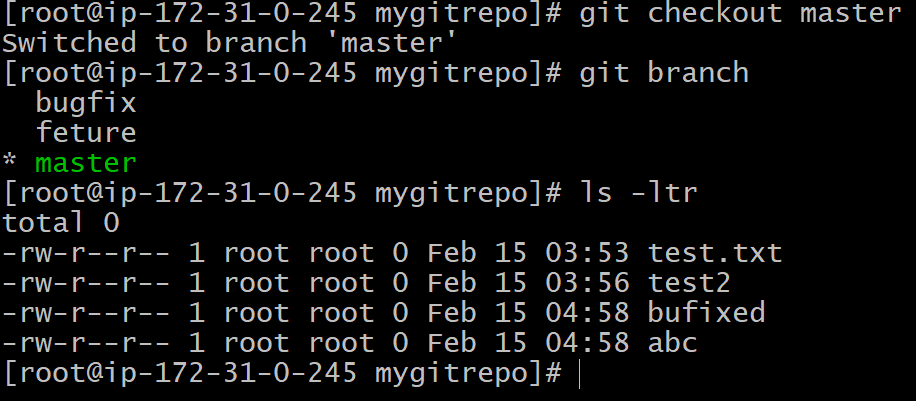 [root@ip-172-31-0-245 mygitrepo]# git checkout master
Switched to branch 'master'
[root@ip-172-31-0-245 mygitrepo]# git branch
  bugfix
  feture
* master
[root@ip-172-31-0-245 mygitrepo]# ls -ltr
total 0
-rw-r--r-- 1 root root 0 Feb 15 03:53 test.txt
-rw-r--r-- 1 root root 0 Feb 15 03:56 test2
-rw-r--r-- 1 root root 0 Feb 15 04:58 bufixed
-rw-r--r-- 1 root root 0 Feb 15 04:58 abc
[root@ip-172-31-0-245 mygitrepo]#